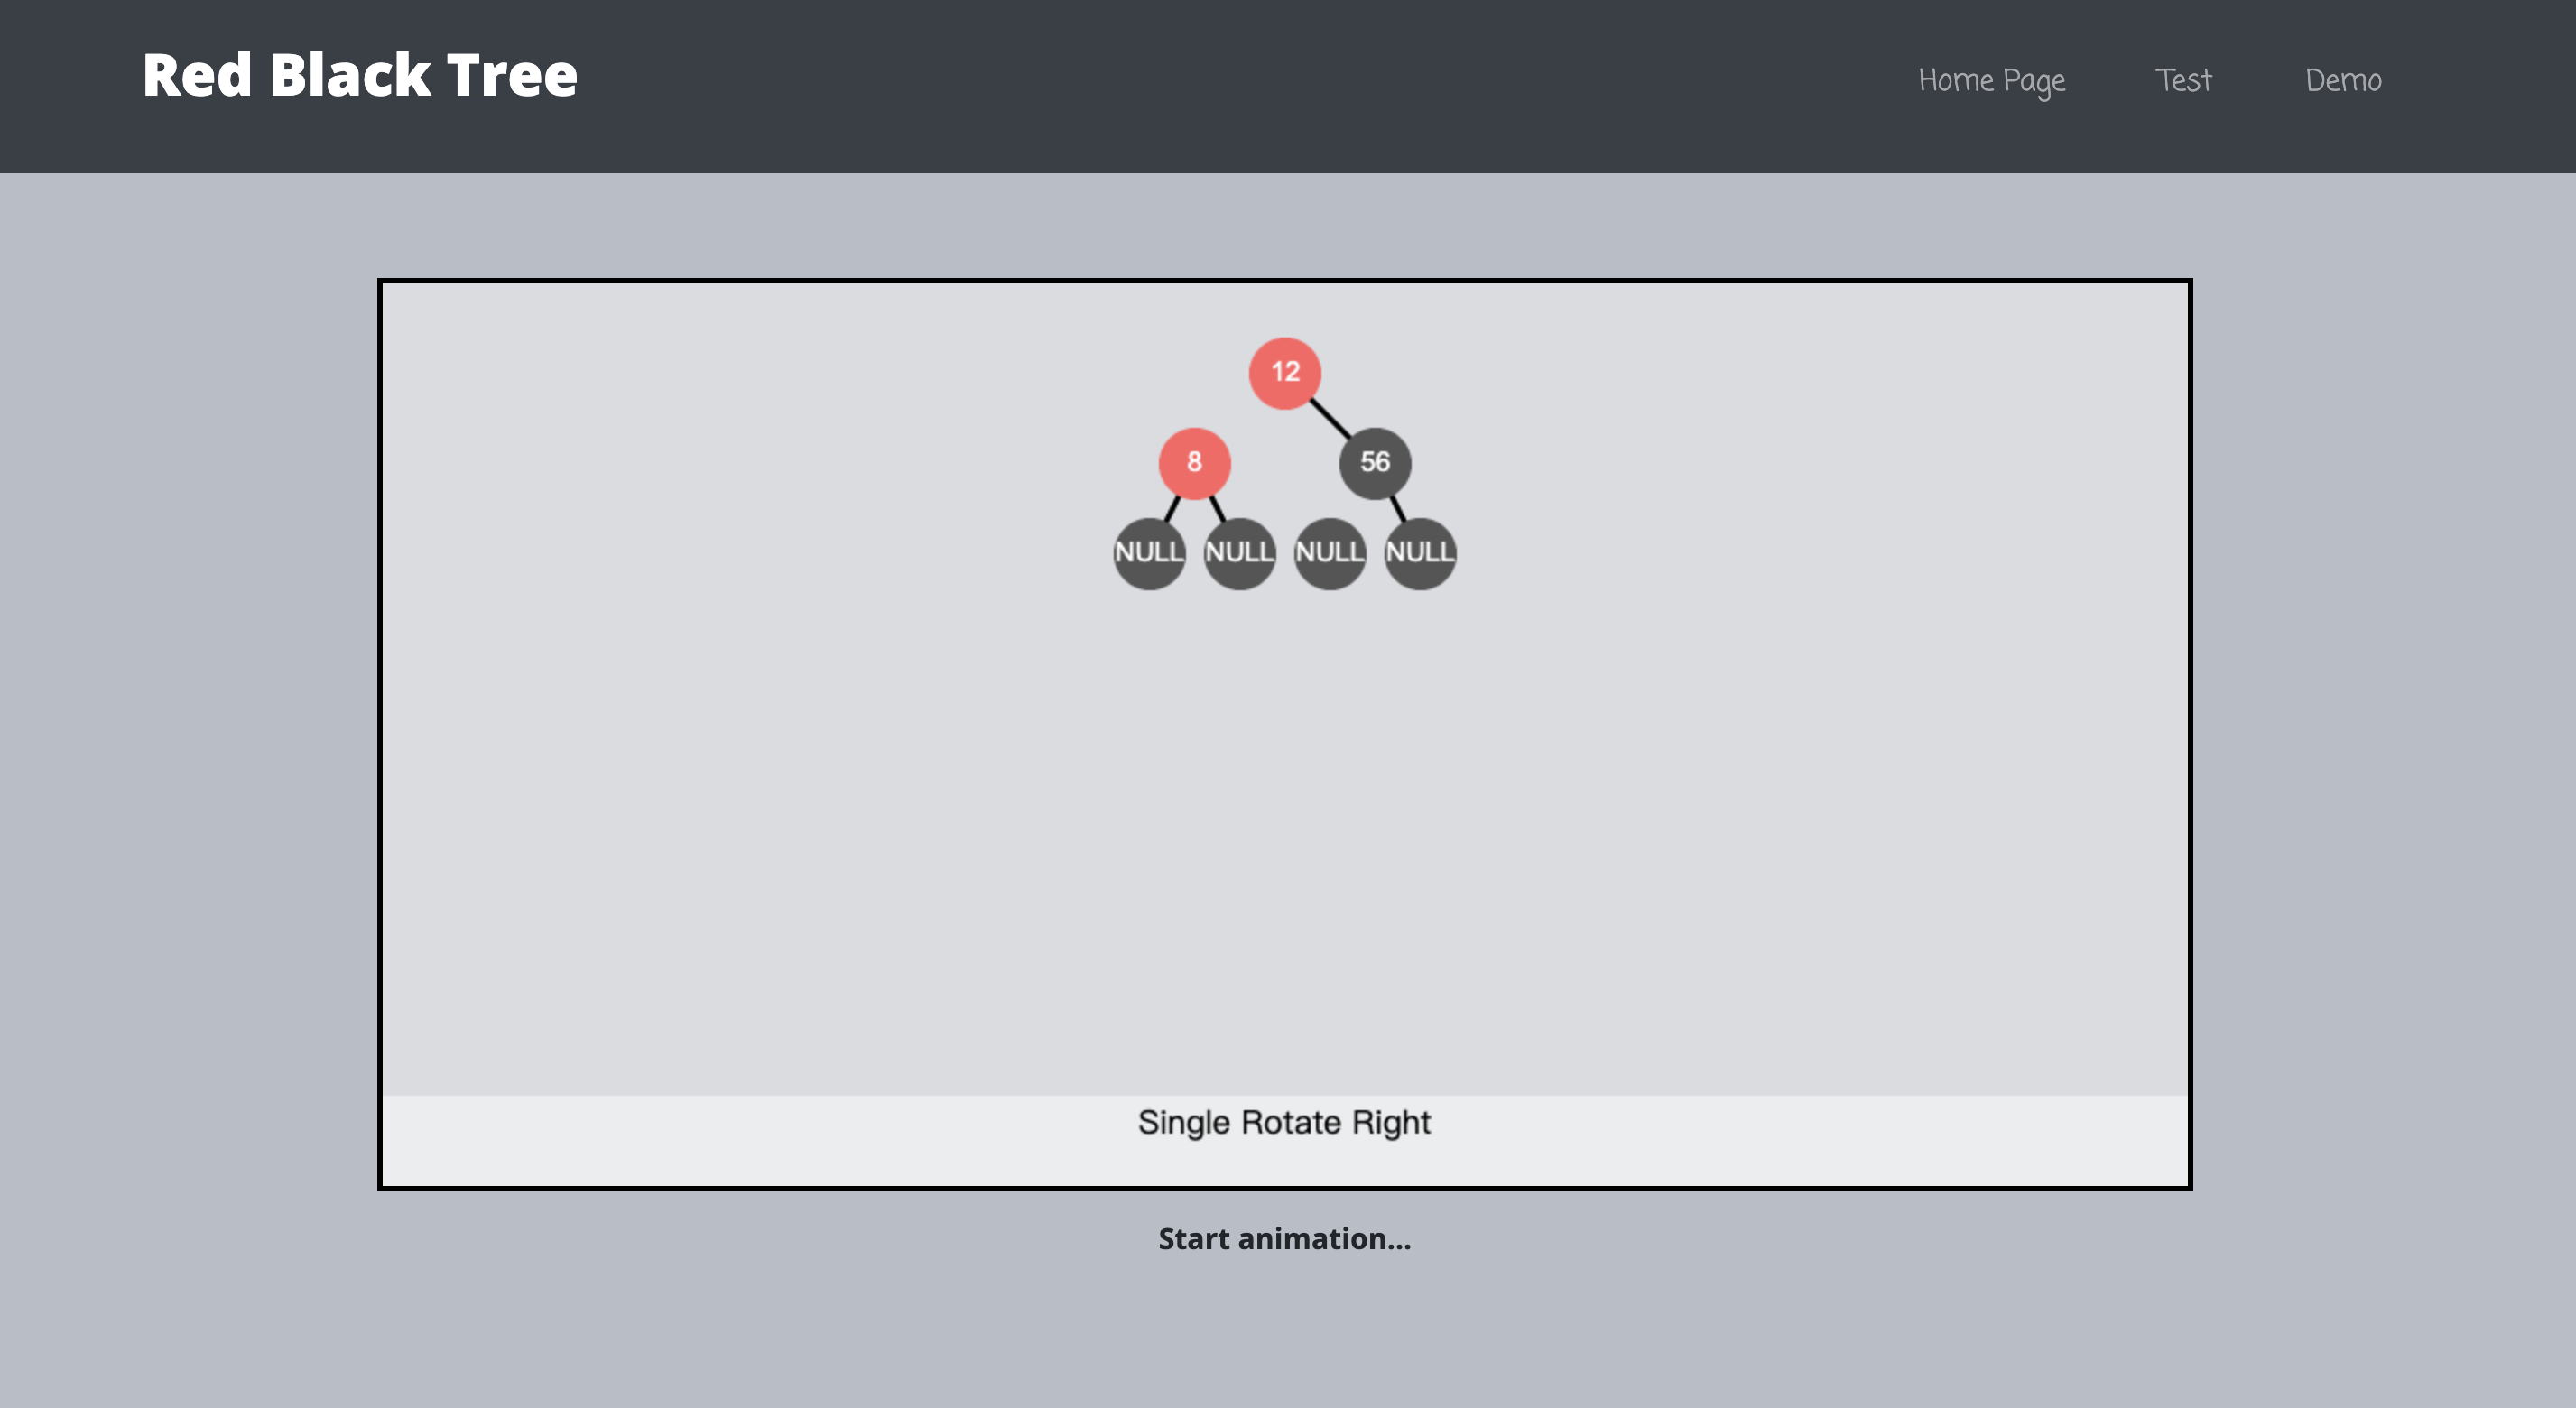 Red Black Tree
Home Page Test Demo
12
8 56
NULL NULL NULL NULL
Single Rotate Right
Start animation...